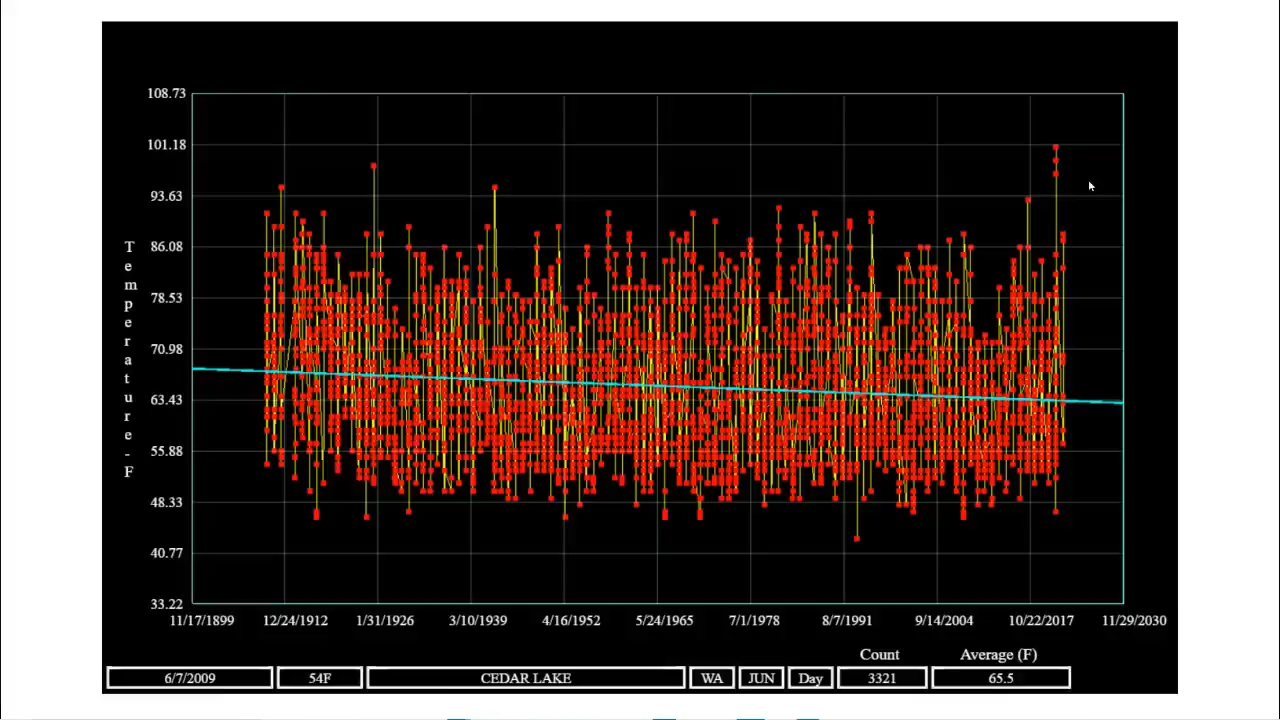 108.73
101.18
93.63
86.08
78.53
70.98
63.43
55.88
48.33
40.77
33.22
Temperature-F
11/17/1899 12/24/1912 1/31/1926 3/10/1939 4/16/1952 5/24/1965 7/1/1978 8/7/1991 9/14/2004 10/22/2017 11/29/2030
Count Average (F)
6/7/2009 54F CEDAR LAKE WA JUN Day 3321 65.5